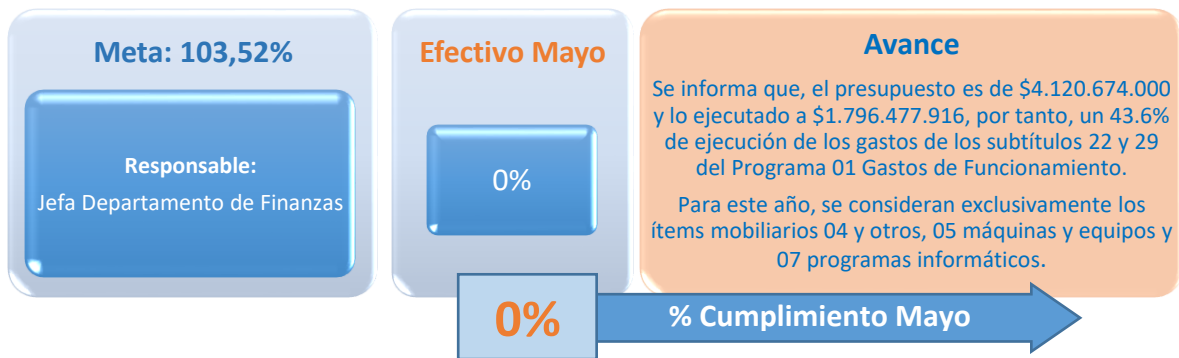 Meta: 103,52%
Responsable:
Jefa Departamento de Finanzas
Efectivo Mayo
0%
Avance
Se informa que, el presupuesto es de $4.120.674.000
y lo ejecutado a $1.796.477.916, por tanto, un 43.6%
de ejecución de los gastos de los subtítulos 22 y 29
del Programa 01 Gastos de Funcionamiento.
Para este año, se consideran exclusivamente los
ítems mobiliarios 04 y otros, 05 máquinas y equipos y
07 programas informáticos.
0%
% Cumplimiento Mayo